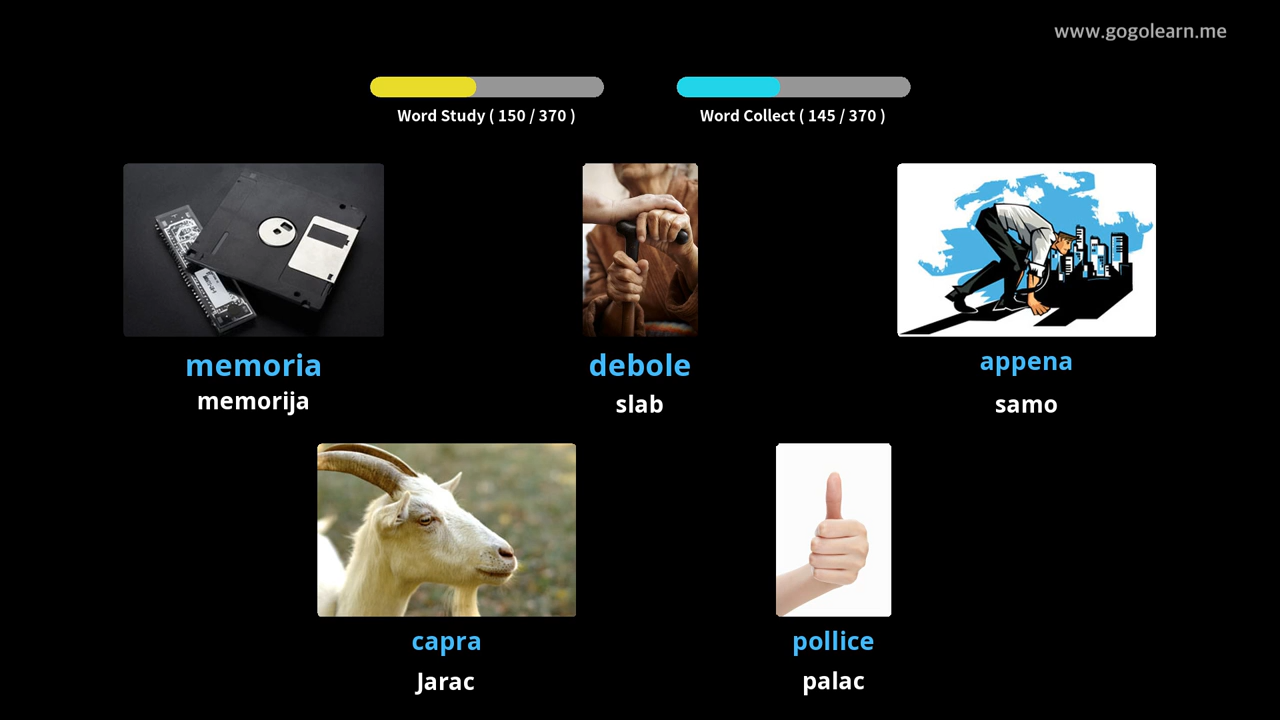 www.gogolearn.me
Word Study ( 150 / 370 )
Word Collect ( 145 / 370 )
memoria
memorija
debole
slab
appena
samo
capra
Jarac
pollice
palac